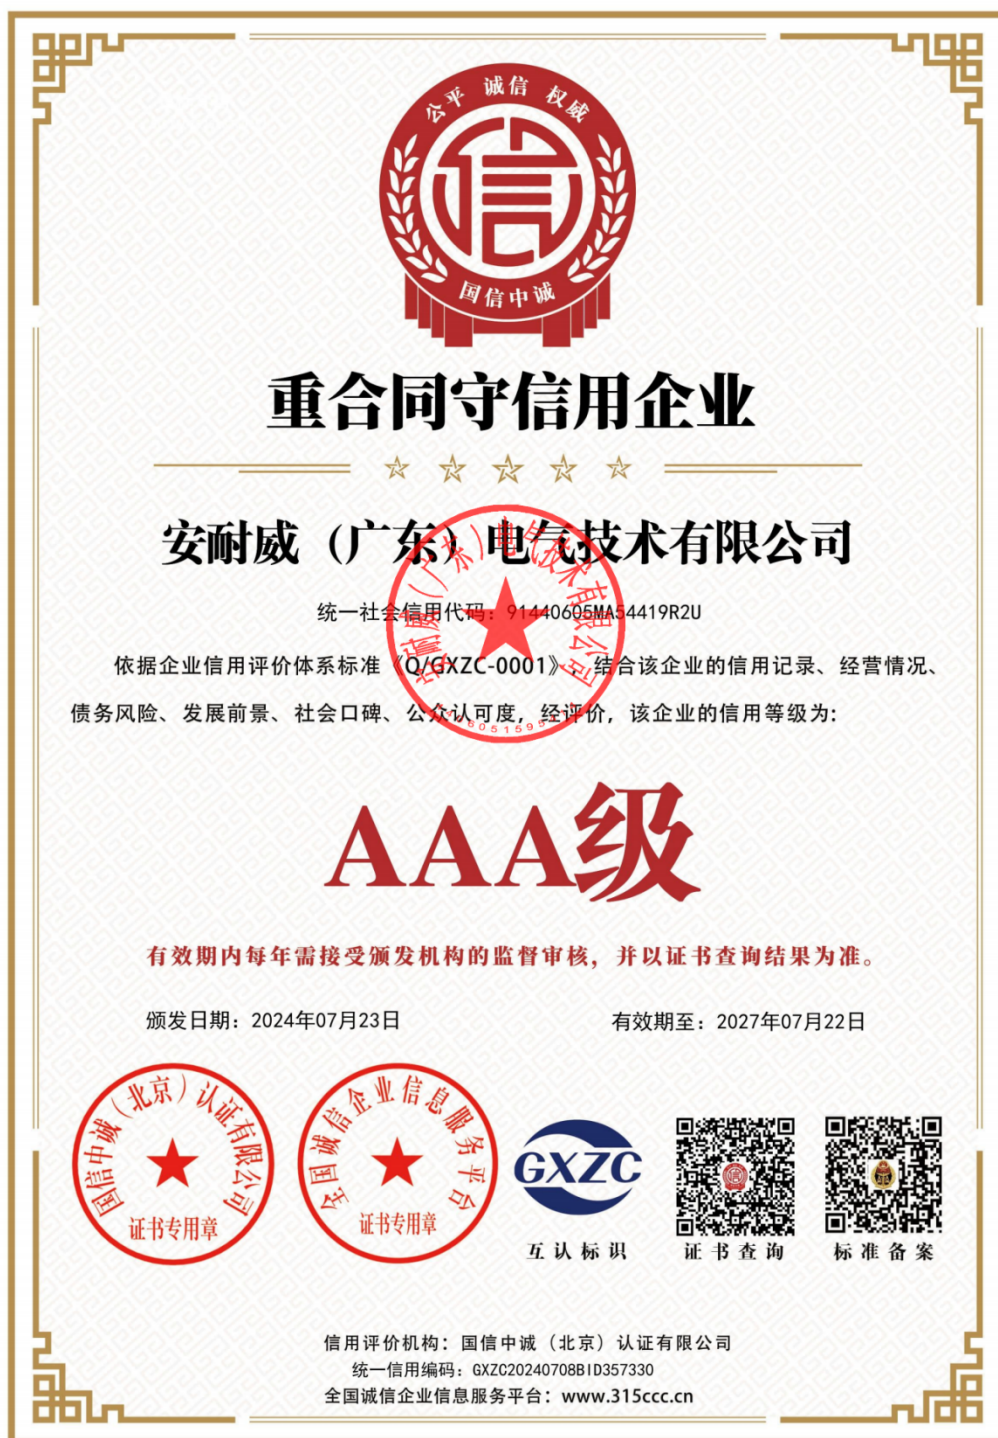 公平 诚信 权威
信
国信中诚
重合同守信用企业
安耐威（广东）电气技术有限公司
统一社会信用代码：91440605MA54419R2U
依据企业信用评价体系标准《Q/GXZC-0001》，结合该企业的信用记录、经营情况、
债务风险、发展前景、社会口碑、公众认可度，经评价，该企业的信用等级为：
安耐威（广东）电气技术有限公司
AAA级
有效期内每年需接受颁发机构的监督审核，并以证书查询结果为准。
颁发日期：2024年07月23日
有效期至：2027年07月22日
国信中诚（北京）认证有限公司
证书专用章
全国诚信企业信息服务平台
证书专用章
GXZC
互认标识
证书查询
标准备案
信用评价机构：国信中诚（北京）认证有限公司
统一信用编码：GXZC20240708BID357330
全国诚信企业信息服务平台：www.315ccc.cn